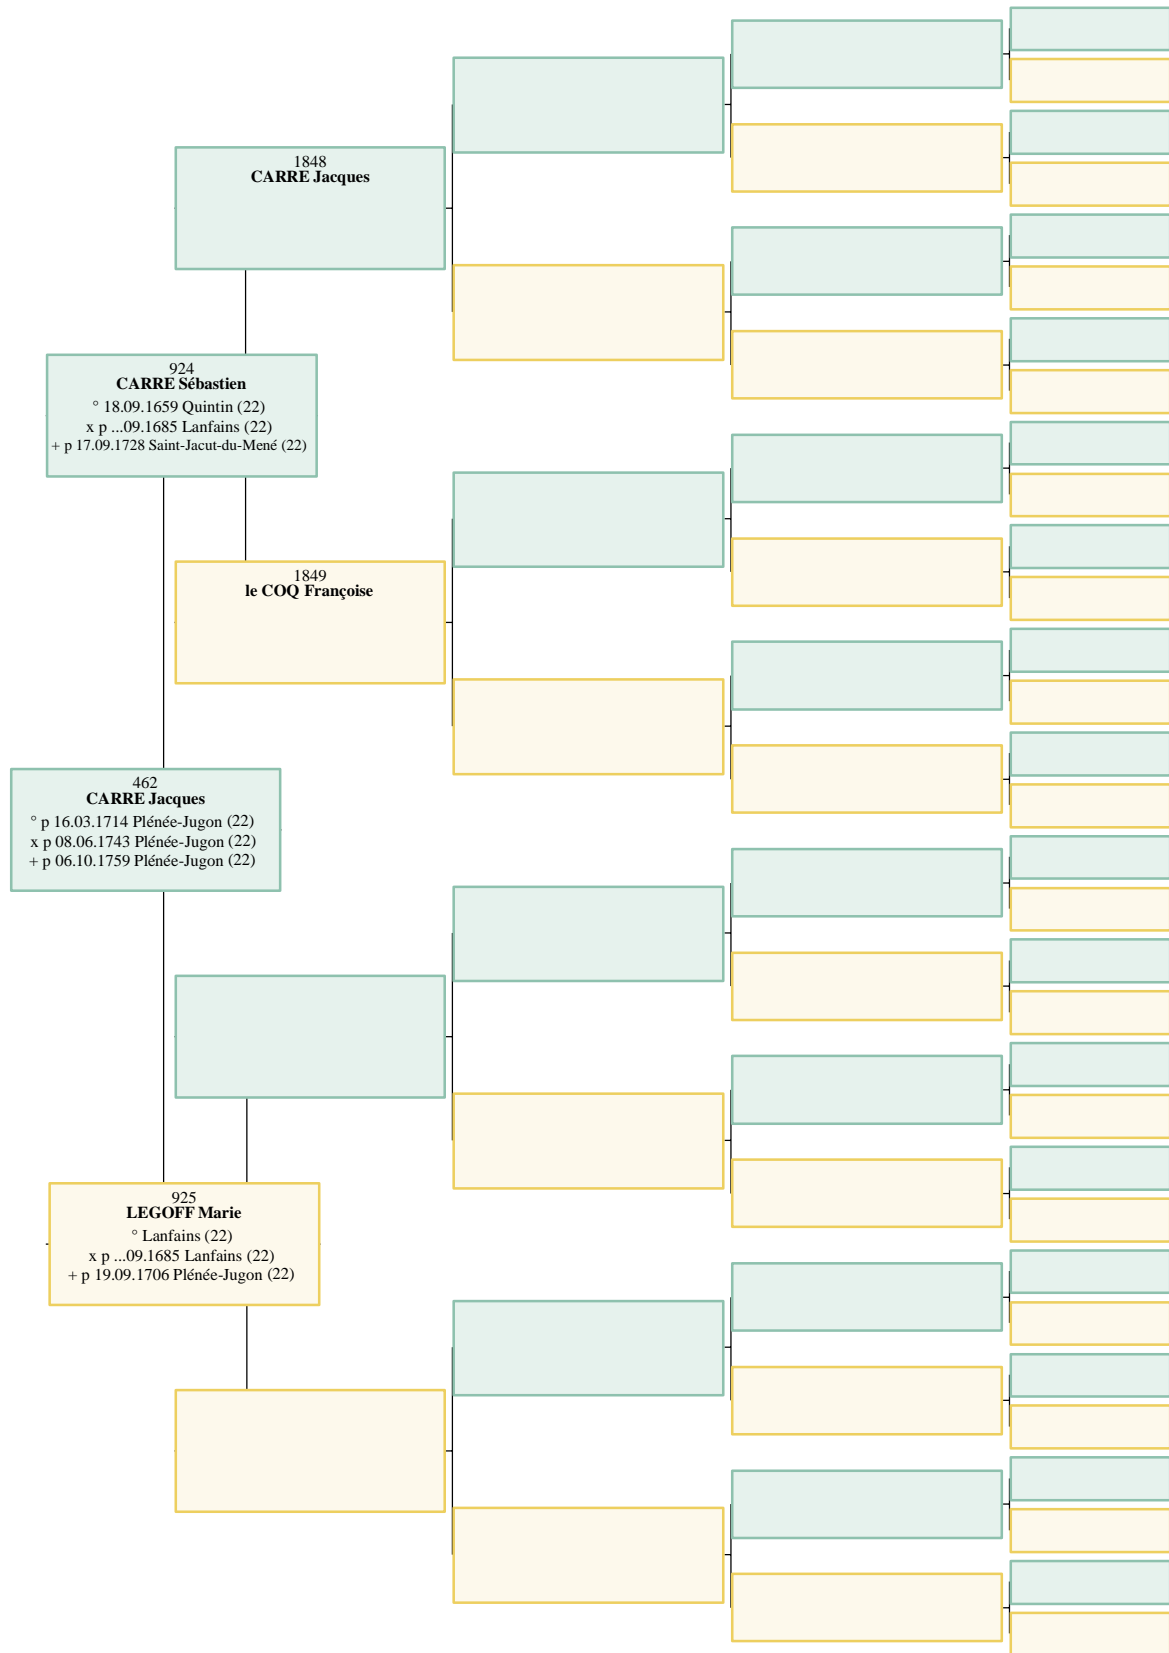 1848
CARRE Jacques
924
CARRE Sébastien
° 18.09.1659 Quintin (22)
x p ...09.1685 Lanfains (22)
+ p 17.09.1728 Saint-Jacut-du-Mené (22)
1849
le COQ Françoise
462
CARRE Jacques
° p 16.03.1714 Plénée-Jugon (22)
x p 08.06.1743 Plénée-Jugon (22)
+ p 06.10.1759 Plénée-Jugon (22)
925
LEGOFF Marie
° Lanfains (22)
x p ...09.1685 Lanfains (22)
+ p 19.09.1706 Plénée-Jugon (22)